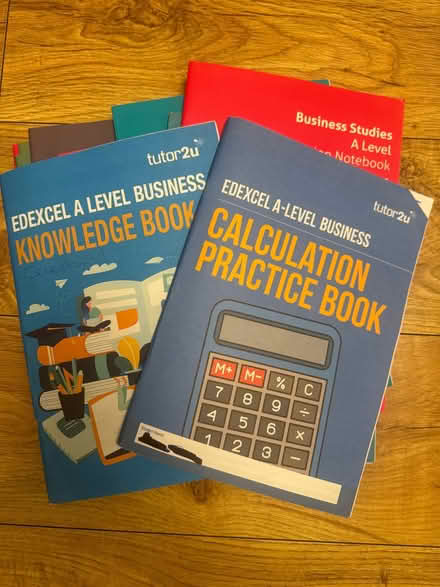 Business Studies
A Level
Notebook
tutor2u
EDEXCEL A LEVEL BUSINESS
KNOWLEDGE BOOK
tutor2u
EDEXCEL A-LEVEL BUSINESS
CALCULATION
PRACTICE BOOK
M+ M- % C
7 8 9 ÷
4 5 6 ×
1 2 3 −